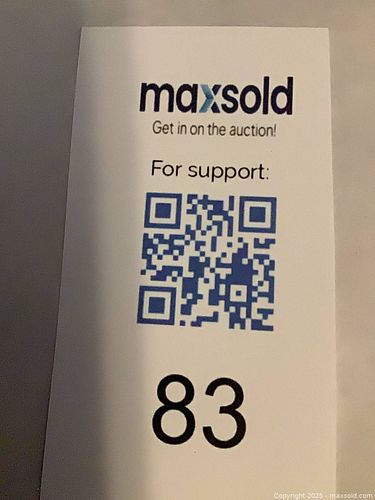 maxsold
Get in on the auction!
For support:
83
Copyright 2025 - maxsold.com